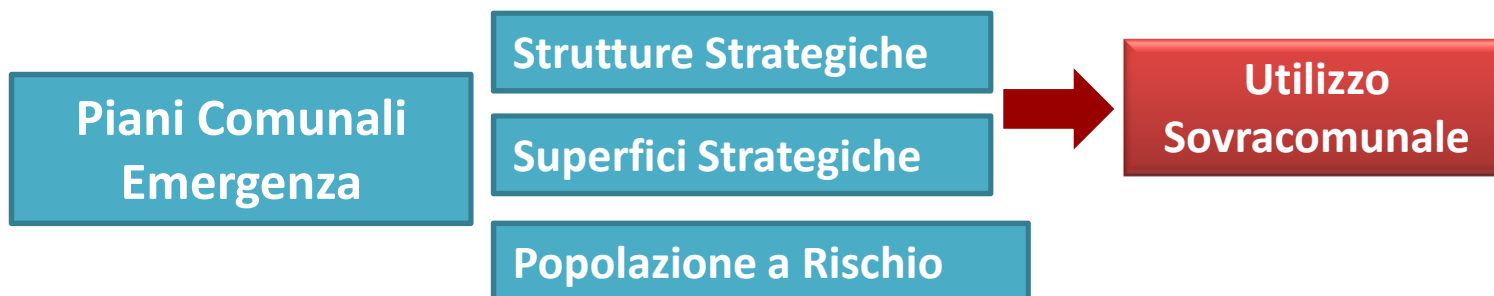 Piani Comunali
Emergenza
Strutture Strategiche
Superfici Strategiche
Popolazione a Rischio
Utilizzo
Sovracomunale